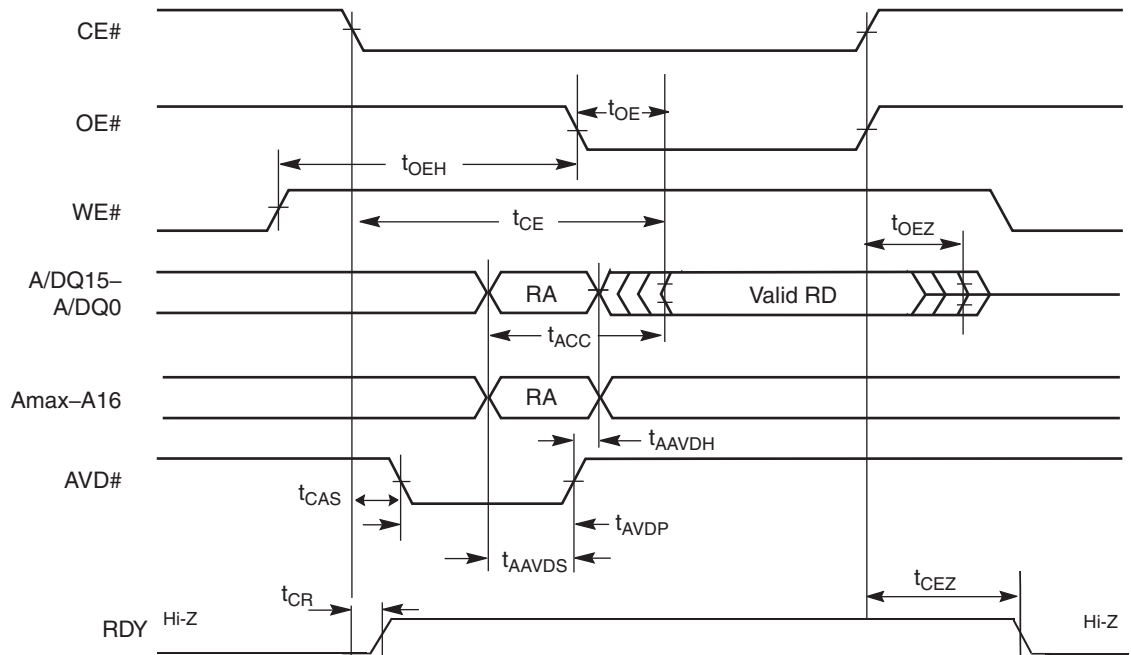 CE#
OE#
tOE
tOEH
WE#
tCE
tOEZ
A/DQ15–
A/DQ0
RA
Valid RD
tACC
Amax–A16
RA
tAAVDH
AVD#
tCAS
tAVDP
tAAVDS
tCEZ
tCR
RDY
Hi-Z
Hi-Z